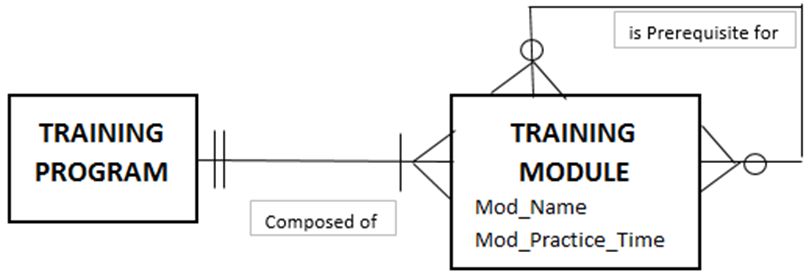 is Prerequisite for
TRAINING
PROGRAM
TRAINING
MODULE
Mod_Name
Mod_Practice_Time
Composed of